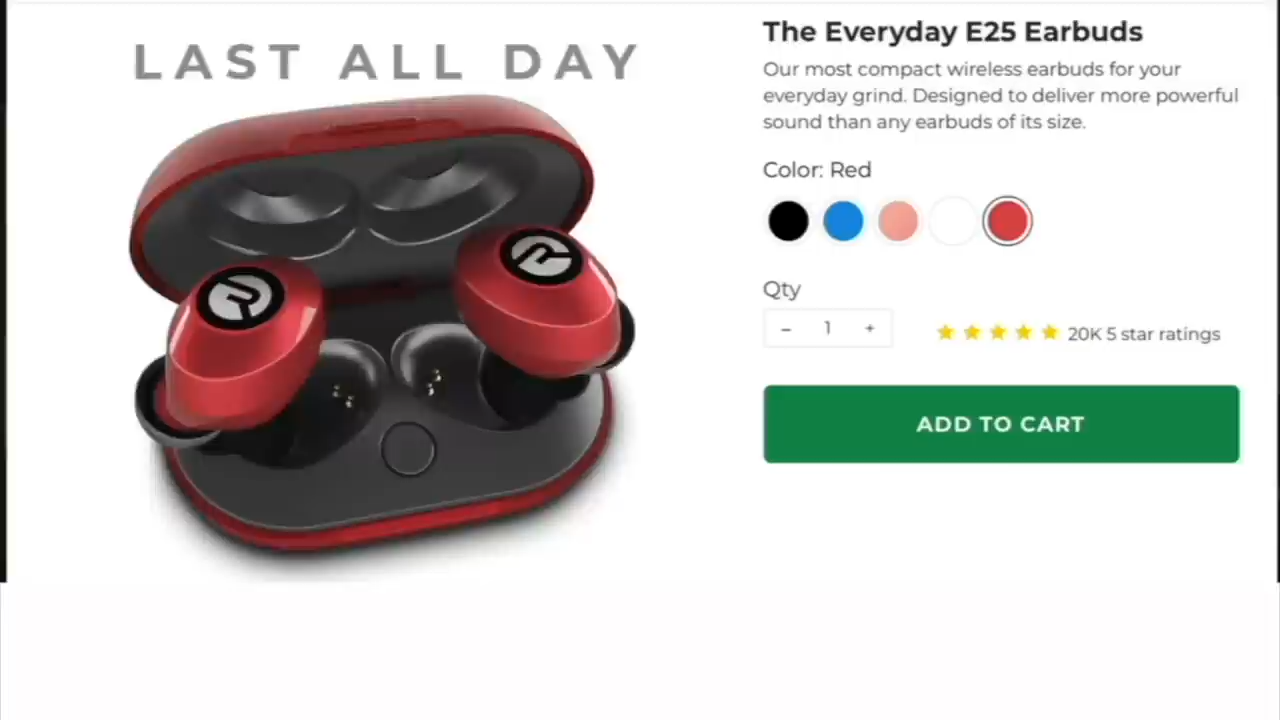 LAST ALL DAY
The Everyday E25 Earbuds
Our most compact wireless earbuds for your
everyday grind. Designed to deliver more powerful
sound than any earbuds of its size.
Color: Red
Qty
– 1 +
20K 5 star ratings
ADD TO CART